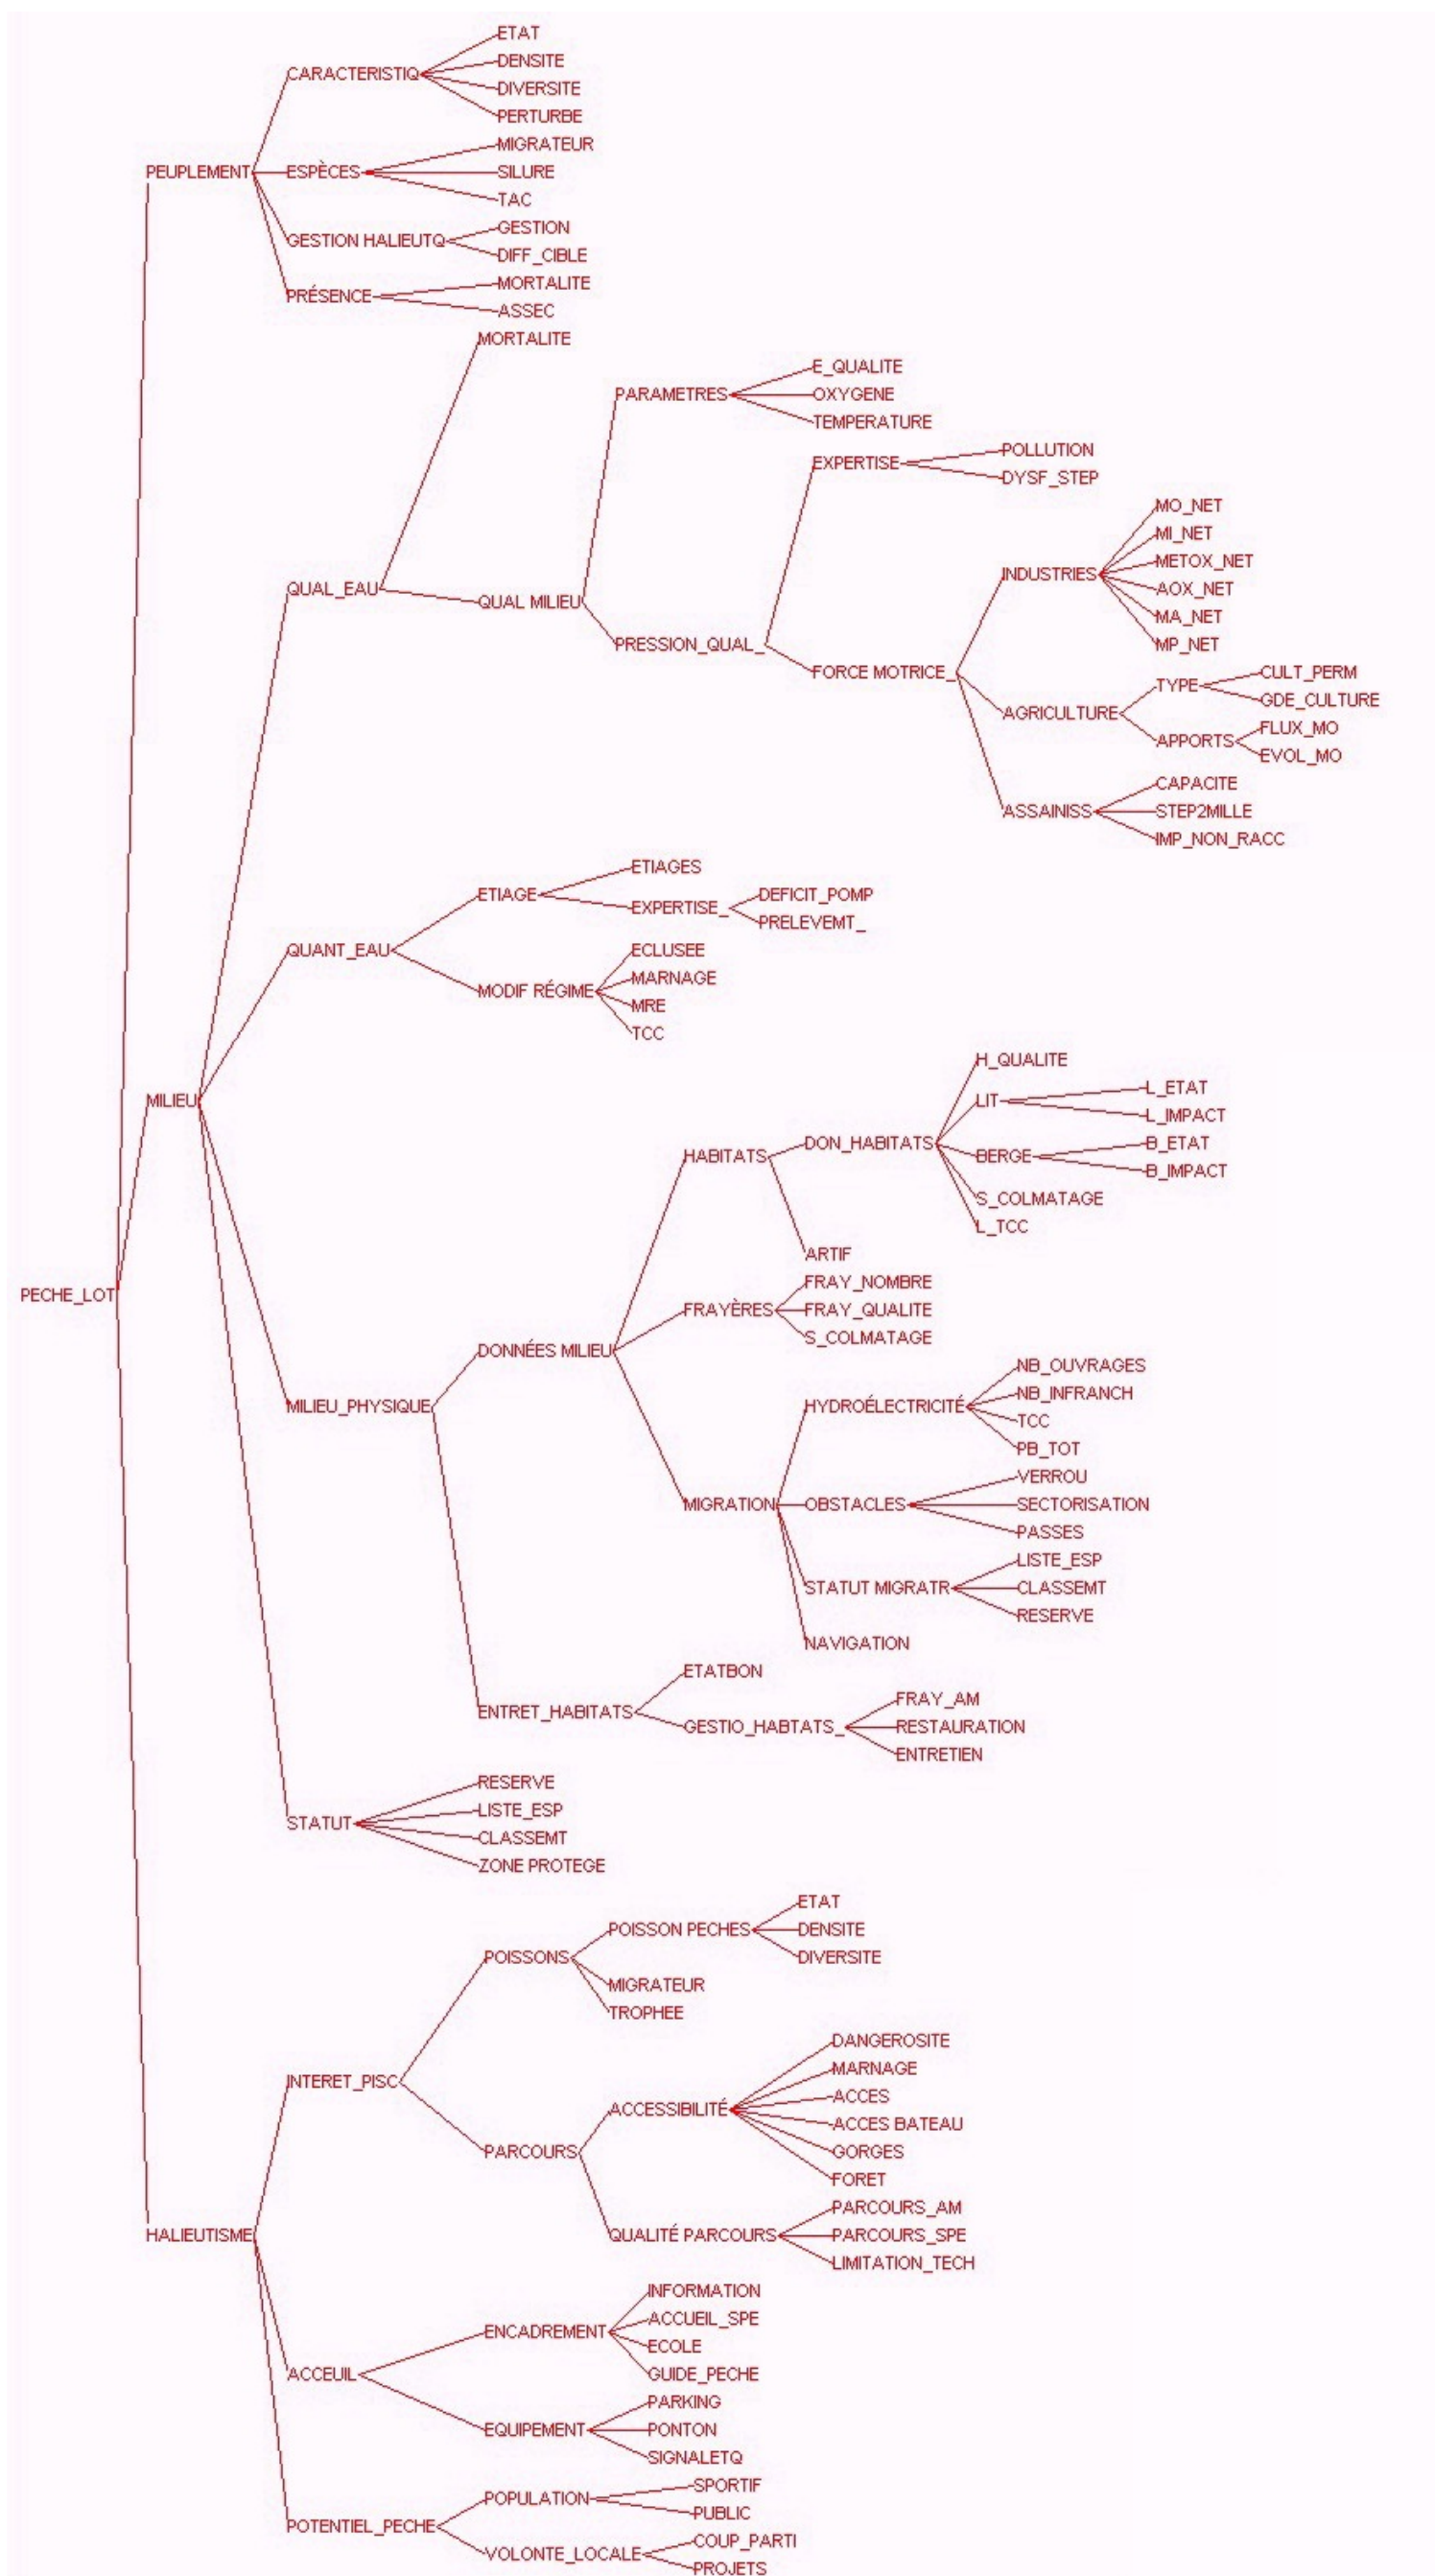 ETAT
DENSITE
CARACTERISTIQ
DIVERSITE
PERTURBE
MIGRATEUR
PEUPLEMENT
ESPÈCES
SILURE
TAC
GESTION
GESTION HALIEUTQ
DIFF_CIBLE
MORTALITE
PRÉSENCE
ASSEC
MORTALITE
E_QUALITE
PARAMETRES
OXYGENE
TEMPERATURE
POLLUTION
EXPERTISE
DYSF_STEP
MO_NET
MI_NET
METOX_NET
INDUSTRIES
QUAL_EAU
AOX_NET
QUAL MILIEU
MA_NET
PRESSION_QUAL_
MP_NET
FORCE MOTRICE_
CULT_PERM
TYPE
GDE_CULTURE
AGRICULTURE
FLUX_MO
APPORTS
EVOL_MO
CAPACITE
ASSAINISS
STEP2MILLE
IMP_NON_RACC
ETIAGES
ETIAGE
DEFICIT_POMP
EXPERTISE_
PRELEVEMT_
QUANT_EAU
ECLUSEE
MARNAGE
MODIF RÉGIME
MRE
TCC
H_QUALITE
L_ETAT
MILIEU
LIT
L_IMPACT
DON_HABITATS
B_ETAT
HABITATS
BERGE
B_IMPACT
S_COLMATAGE
L_TCC
ARTIF
FRAY_NOMBRE
PECHE_LOT
FRAYÈRES
FRAY_QUALITE
S_COLMATAGE
DONNÉES MILIEU
NB_OUVRAGES
NB_INFRANCH
MILIEU_PHYSIQUE
HYDROÉLECTRICITÉ
TCC
PB_TOT
VERROU
MIGRATION
OBSTACLES
SECTORISATION
PASSES
LISTE_ESP
STATUT MIGRATR
CLASSEMT
RESERVE
NAVIGATION
ETATBON
FRAY_AM
ENTRET_HABITATS
GESTIO_HABTATS_
RESTAURATION
ENTRETIEN
RESERVE
LISTE_ESP
STATUT
CLASSEMT
ZONE PROTEGE
ETAT
POISSON PECHES
DENSITE
POISSONS
DIVERSITE
MIGRATEUR
TROPHEE
DANGEROSITE
MARNAGE
INTERET_PISC
ACCES
ACCESSIBILITÉ
ACCES BATEAU
PARCOURS
GORGES
FORET
PARCOURS_AM
HALIEUTISME
QUALITÉ PARCOURS
PARCOURS_SPE
LIMITATION_TECH
INFORMATION
ACCUEIL_SPE
ENCADREMENT
ECOLE
ACCEUIL
GUIDE_PECHE
PARKING
EQUIPEMENT
PONTON
SIGNALETQ
SPORTIF
POPULATION
PUBLIC
POTENTIEL_PECHE
COUP_PARTI
VOLONTE_LOCALE
PROJETS